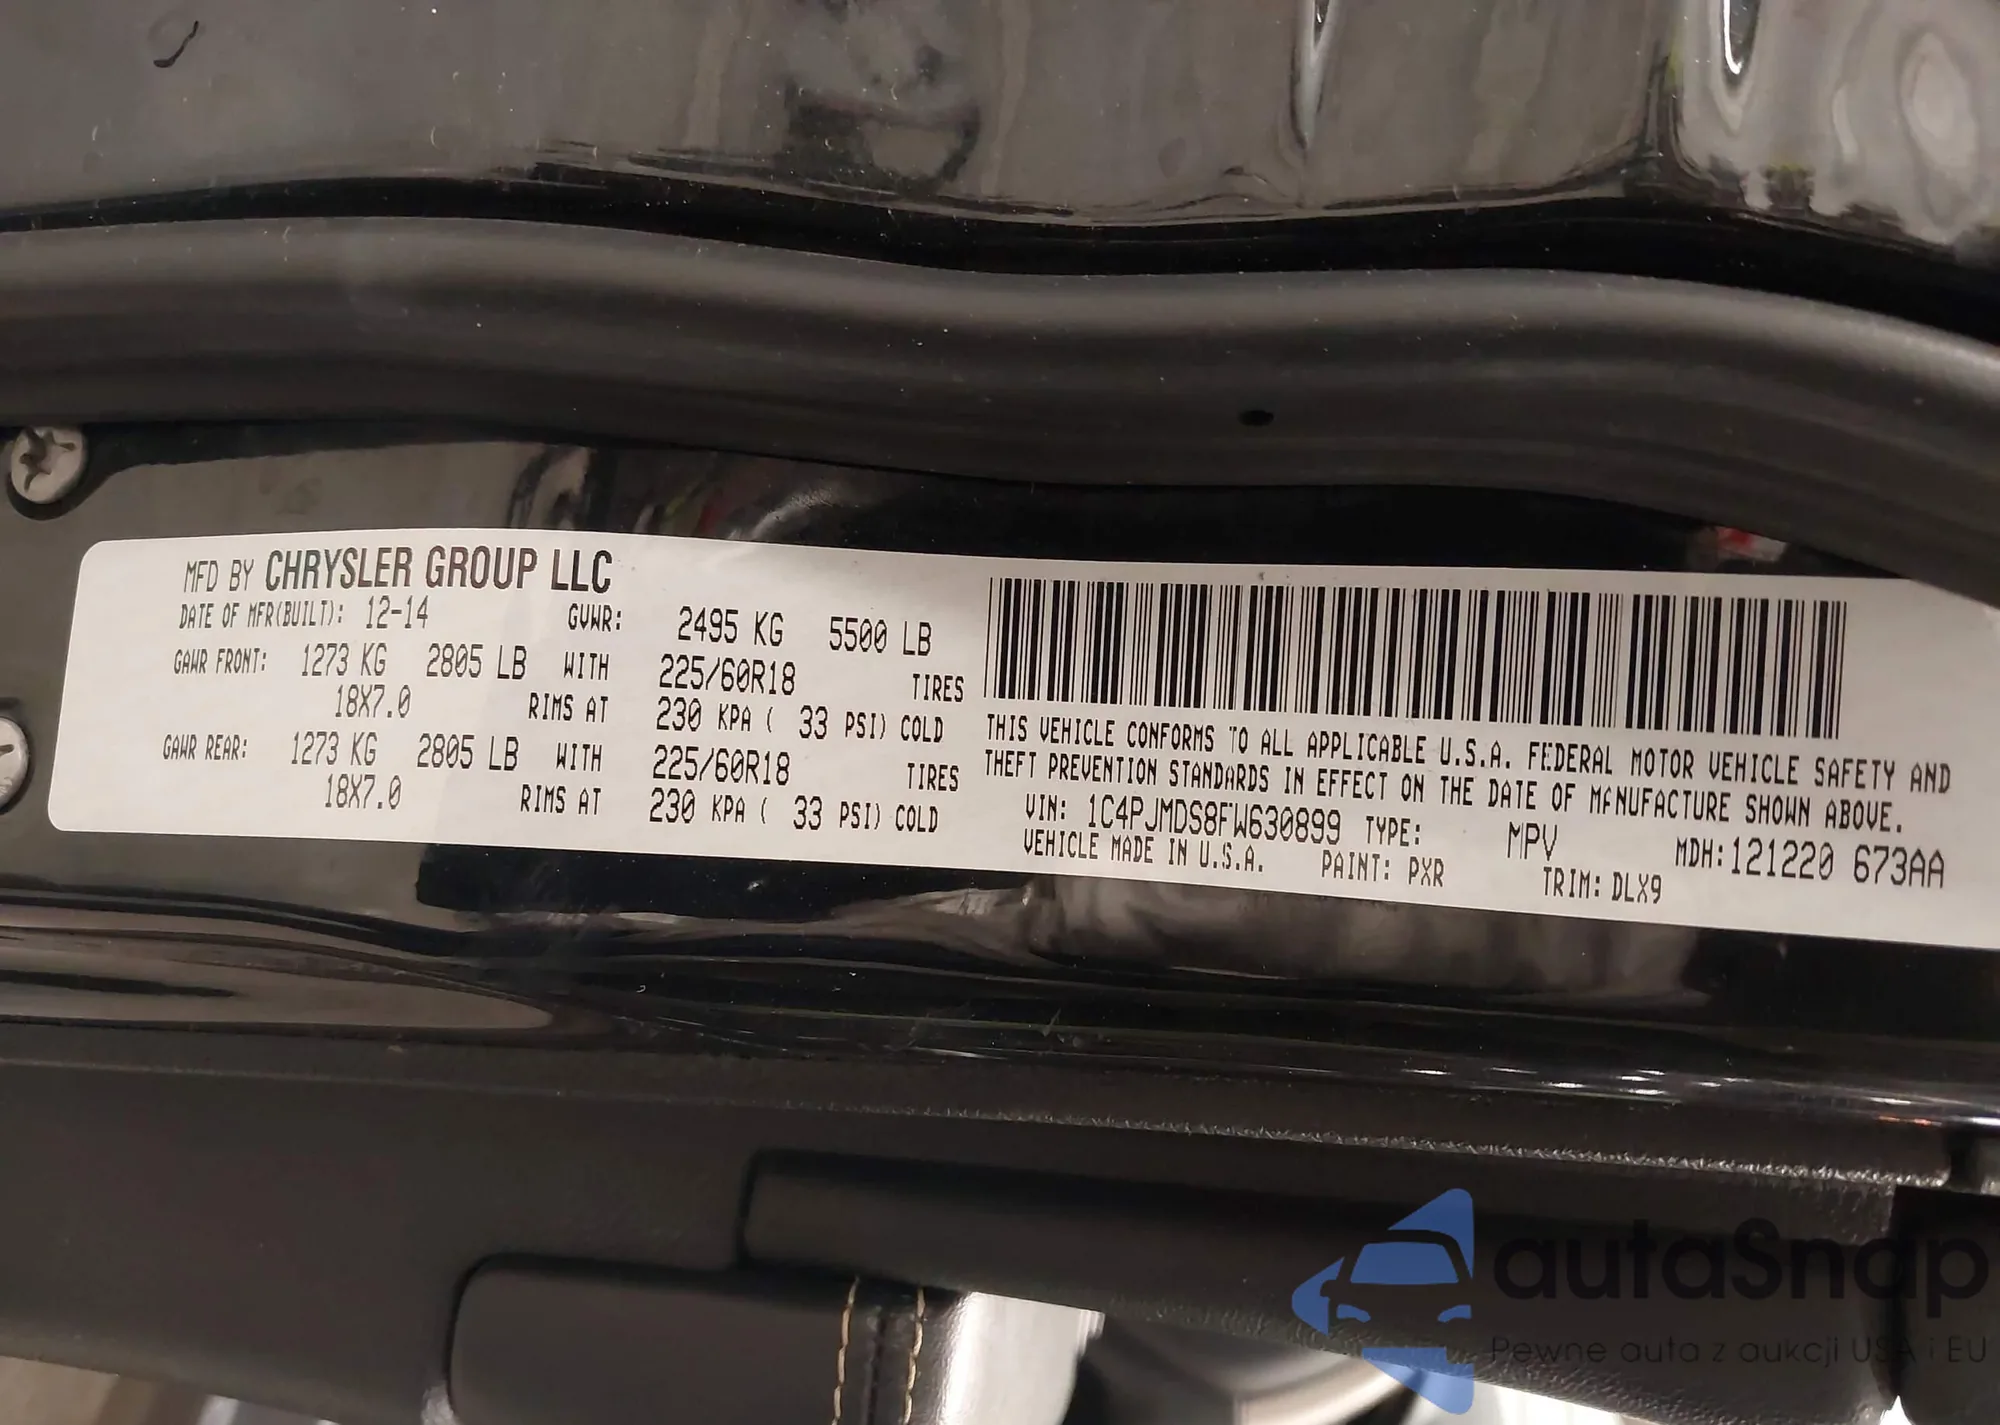 MFD BY CHRYSLER GROUP LLC
DATE OF MFR(BUILT): 12-14 GVWR: 2495 KG 5500 LB
GAWR FRONT: 1273 KG 2805 LB WITH 225/60R18 TIRES
18X7.0 RIMS AT 230 KPA ( 33 PSI) COLD
GAWR REAR: 1273 KG 2805 LB WITH 225/60R18 TIRES
18X7.0 RIMS AT 230 KPA ( 33 PSI) COLD
THIS VEHICLE CONFORMS TO ALL APPLICABLE U.S.A. FEDERAL MOTOR VEHICLE SAFETY AND
THEFT PREVENTION STANDARDS IN EFFECT ON THE DATE OF MANUFACTURE SHOWN ABOVE.
VIN: 1C4PJMDS8FW630899 TYPE: MPV MDH:121220 673AA
VEHICLE MADE IN U.S.A. PAINT: PXR TRIM: DLX9
autaSnap
Pewne auta z aukcji USA i EU